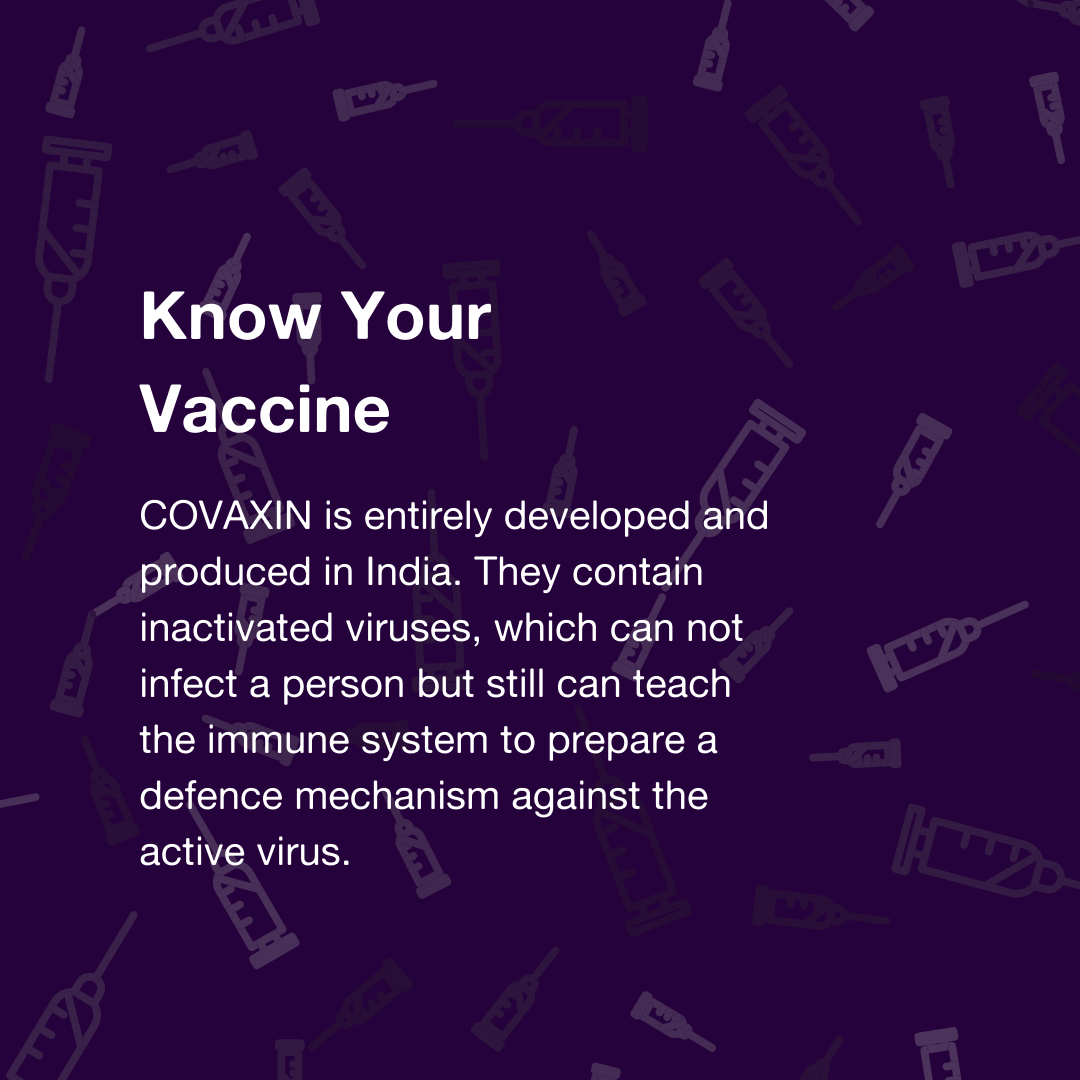 Know Your
Vaccine
COVAXIN is entirely developed and
produced in India. They contain
inactivated viruses, which can not
infect a person but still can teach
the immune system to prepare a
defence mechanism against the
active virus.